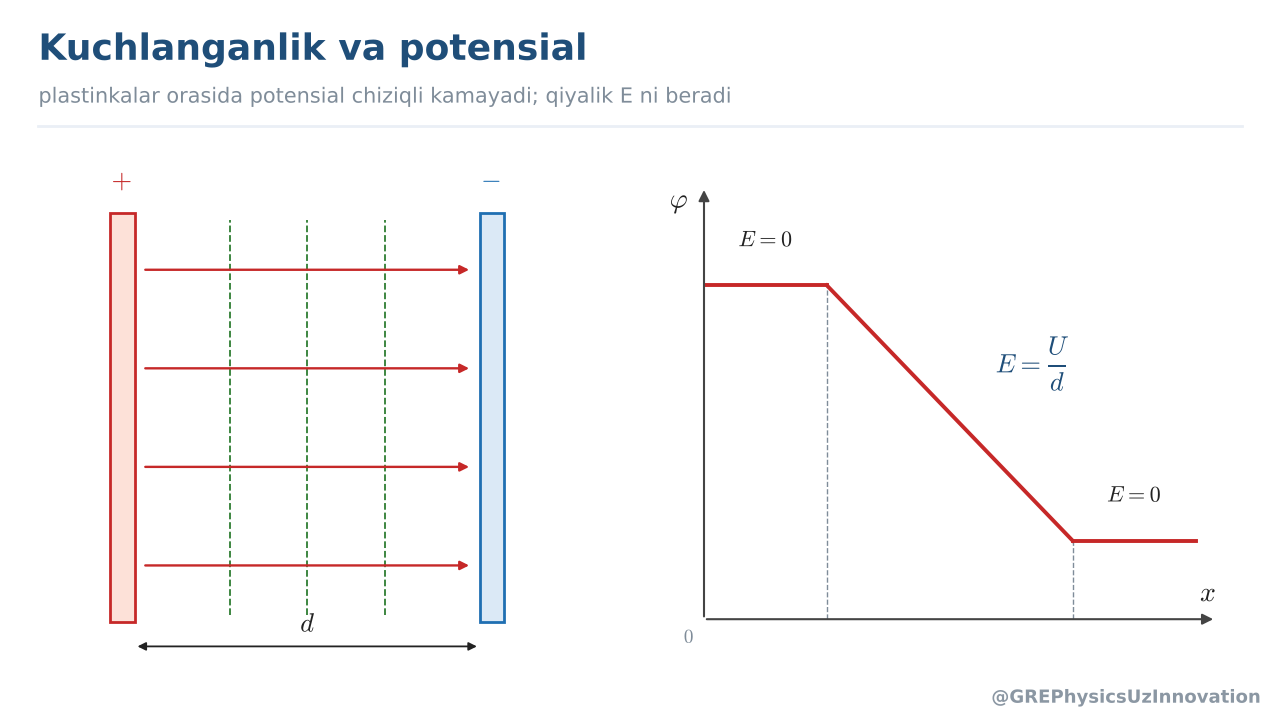 Kuchlanganlik va potensial
plastinkalar orasida potensial chiziqli kamayadi; qiyalik E ni beradi
+
−
d
φ
E = 0
E = U/d
E = 0
x
0
@GREPhysicsUzInnovation